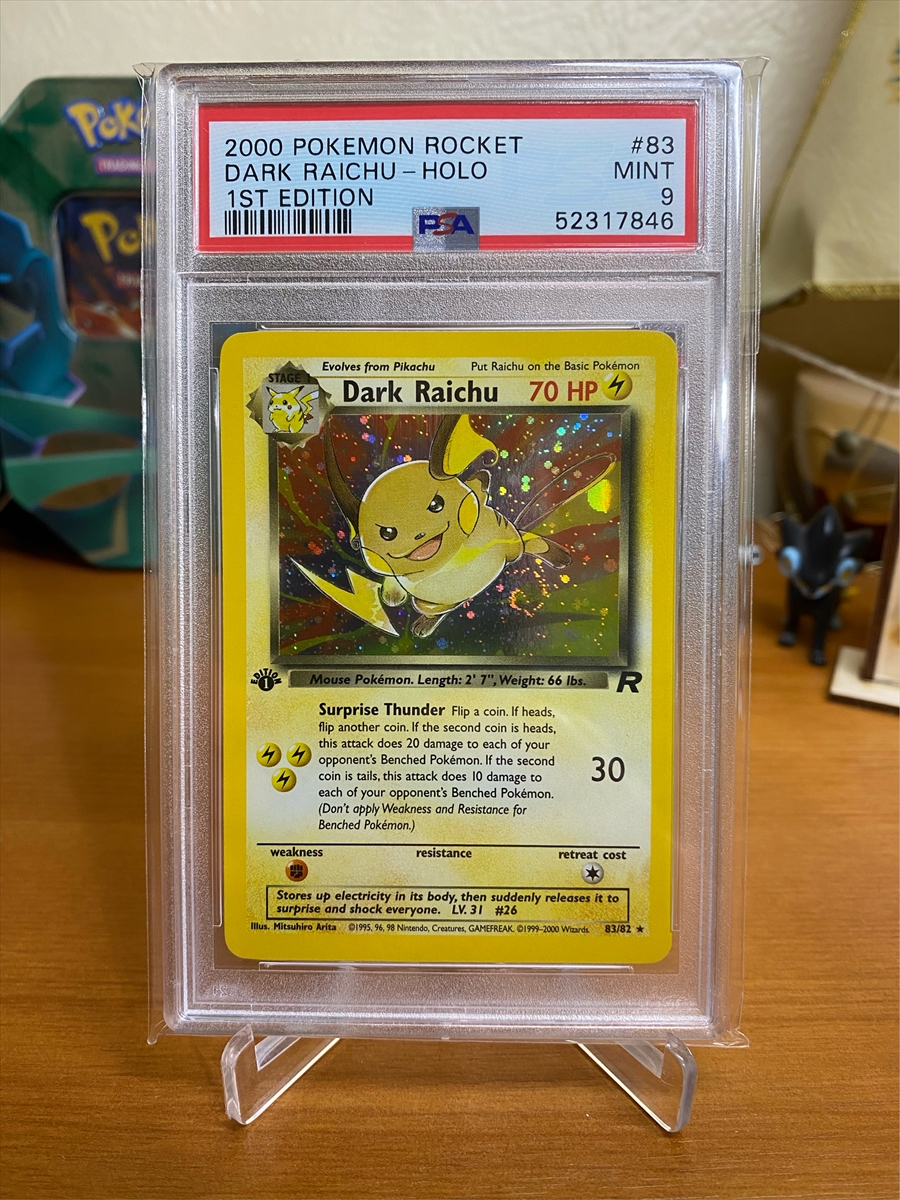 2000 POKEMON ROCKET #83
DARK RAICHU - HOLO MINT
1ST EDITION 9
PSA 52317846
Evolves from Pikachu Put Raichu on the Basic Pokémon
STAGE 1
Dark Raichu 70 HP
EDITION 1
Mouse Pokémon. Length: 2' 7", Weight: 66 lbs. R
Surprise Thunder Flip a coin. If heads,
flip another coin. If the second coin is heads,
this attack does 20 damage to each of your
opponent's Benched Pokémon. If the second
coin is tails, this attack does 10 damage to
each of your opponent's Benched Pokémon.
(Don't apply Weakness and Resistance for
Benched Pokémon.)
30
weakness resistance retreat cost
Stores up electricity in its body, then suddenly releases it to
surprise and shock everyone. LV. 31 #26
Illus. Mitsuhiro Arita ©1995, 96, 98 Nintendo, Creatures, GAMEFREAK. ©1999-2000 Wizards. 83/82 ★